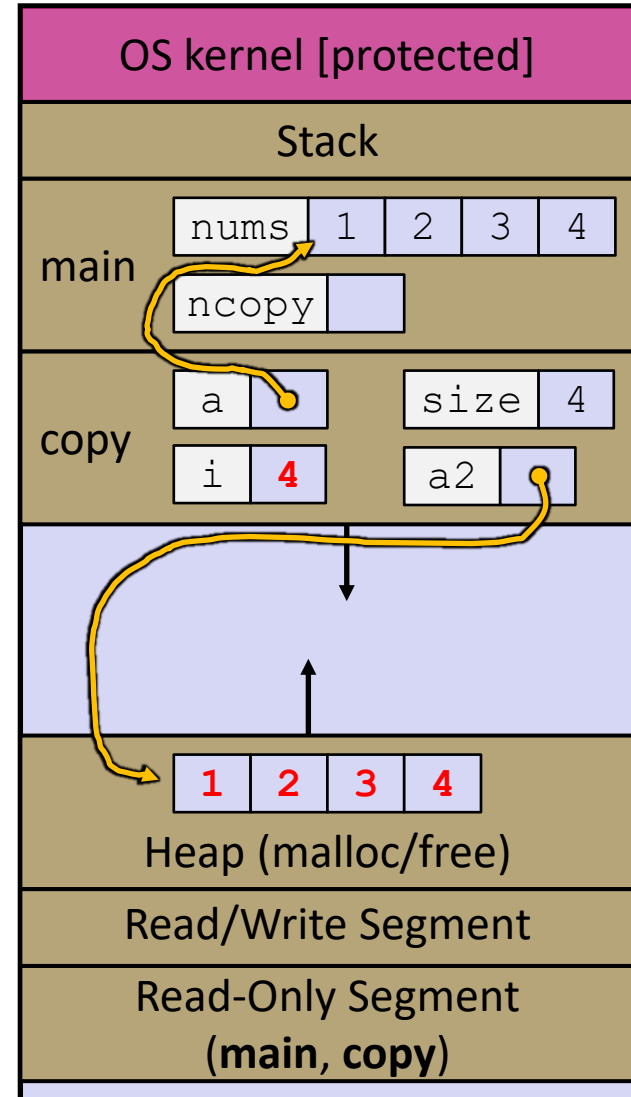 OS kernel [protected]
Stack
main
nums 1 2 3 4
ncopy
copy
a size 4
i 4 a2
1 2 3 4
Heap (malloc/free)
Read/Write Segment
Read-Only Segment
(main, copy)